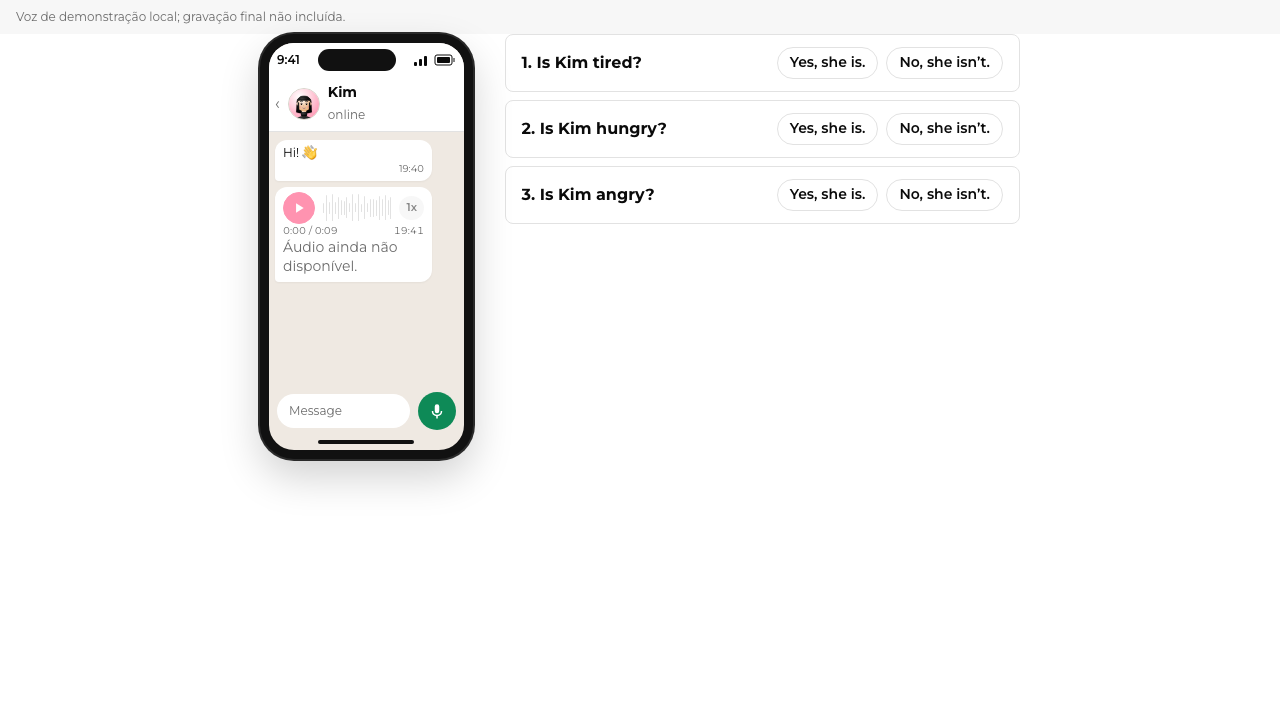 Voz de demonstração local; gravação final não incluída.
9:41
Kim
online
Hi! 👋
19:40
1x
0:00 / 0:09 19:41
Áudio ainda não
disponível.
Message
1. Is Kim tired? Yes, she is. No, she isn’t.
2. Is Kim hungry? Yes, she is. No, she isn’t.
3. Is Kim angry? Yes, she is. No, she isn’t.